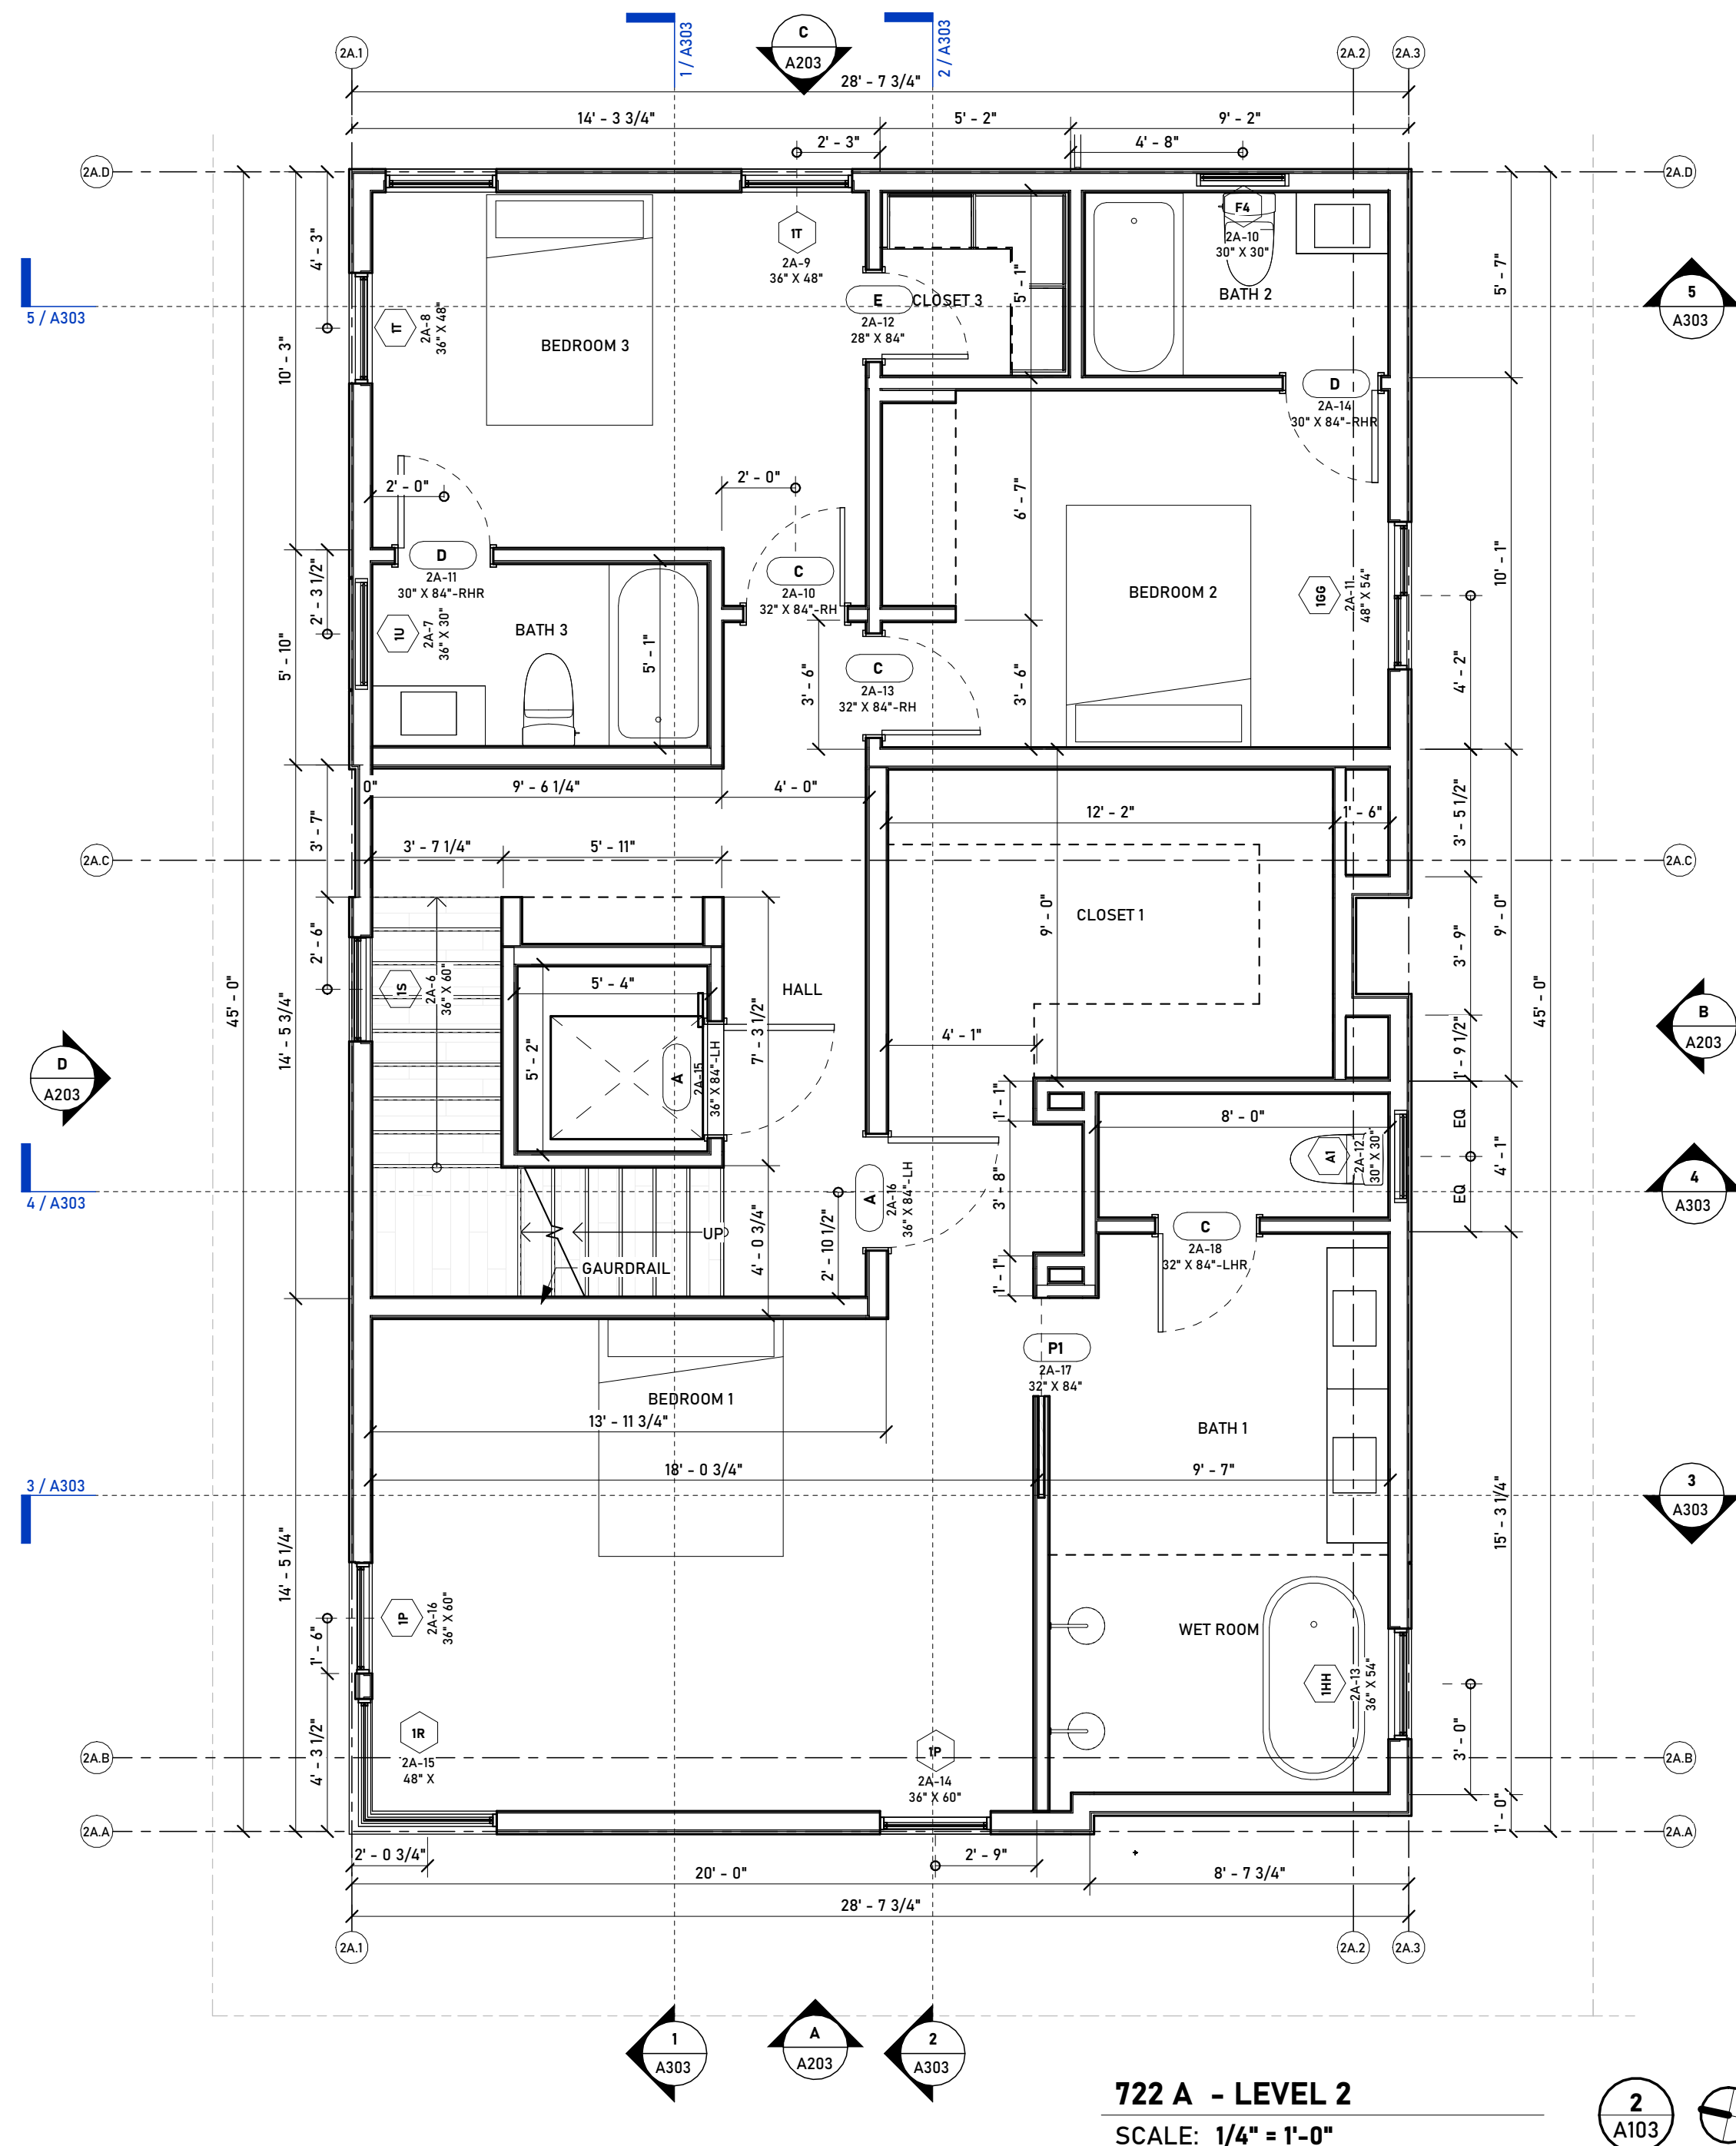 1 / A303
2 / A303
C
A203
2A.1
2A.2
2A.3
28' - 7 3/4"
14' - 3 3/4"
5' - 2"
9' - 2"
2' - 3"
4' - 8"
2A.D
2A.D
4' - 3"
1T
2A-9
36" X 48"
F4
2A-10
30" X 30"
BATH 2
5' - 7"
5 / A303
5
A303
1T
2A-8
36" X 48"
BEDROOM 3
E
CLOSET 3
2A-12
28" X 84"
5' - 1"
10' - 3"
D
2A-14
30" X 84"-RHR
2' - 0"
2' - 0"
6' - 7"
D
2A-11
30" X 84"-RHR
C
2A-10
32" X 84"-RH
2' - 3 1/2"
1U
2A-7
36" X 30"
BATH 3
5' - 1"
5' - 10"
BEDROOM 2
1GG
2A-11
48" X 54"
10' - 1"
4' - 2"
C
2A-13
32" X 84"-RH
3' - 6"
3' - 6"
0"
9' - 6 1/4"
4' - 0"
12' - 2"
1' - 6"
3' - 5 1/2"
3' - 7"
3' - 7 1/4"
5' - 11"
2A.C
2A.C
CLOSET 1
9' - 0"
9' - 0"
3' - 9"
2' - 6"
45' - 0"
45' - 0"
14' - 5 3/4"
1S
2A-6
36" X 60"
5' - 4"
5' - 2"
HALL
7' - 3 1/2"
A
2A-15
36" X 84"-LH
4' - 1"
1' - 9 1/2"
B
A203
D
A203
1' - 1"
8' - 0"
EQ
EQ
4' - 1"
A1
2A-12
30" X 30"
3' - 8"
4 / A303
4
A303
A
2A-16
36" X 84"-LH
2' - 10 1/2"
4' - 0 3/4"
UP
GAURDRAIL
C
2A-18
32" X 84"-LHR
1' - 1"
P1
2A-17
32" X 84"
BEDROOM 1
13' - 11 3/4"
BATH 1
18' - 0 3/4"
9' - 7"
3 / A303
3
A303
14' - 5 1/4"
15' - 3 1/4"
1P
2A-16
36" X 60"
1' - 6"
WET ROOM
1HH
2A-13
36" X 54"
4' - 3 1/2"
1R
2A-15
48" X
1P
2A-14
36" X 60"
3' - 0"
2A.B
2A.B
1' - 0"
2A.A
2A.A
2' - 0 3/4"
2' - 9"
20' - 0"
8' - 7 3/4"
28' - 7 3/4"
2A.1
2A.2
2A.3
1
A303
A
A203
2
A303
722 A - LEVEL 2
SCALE: 1/4" = 1'-0"
2
A103